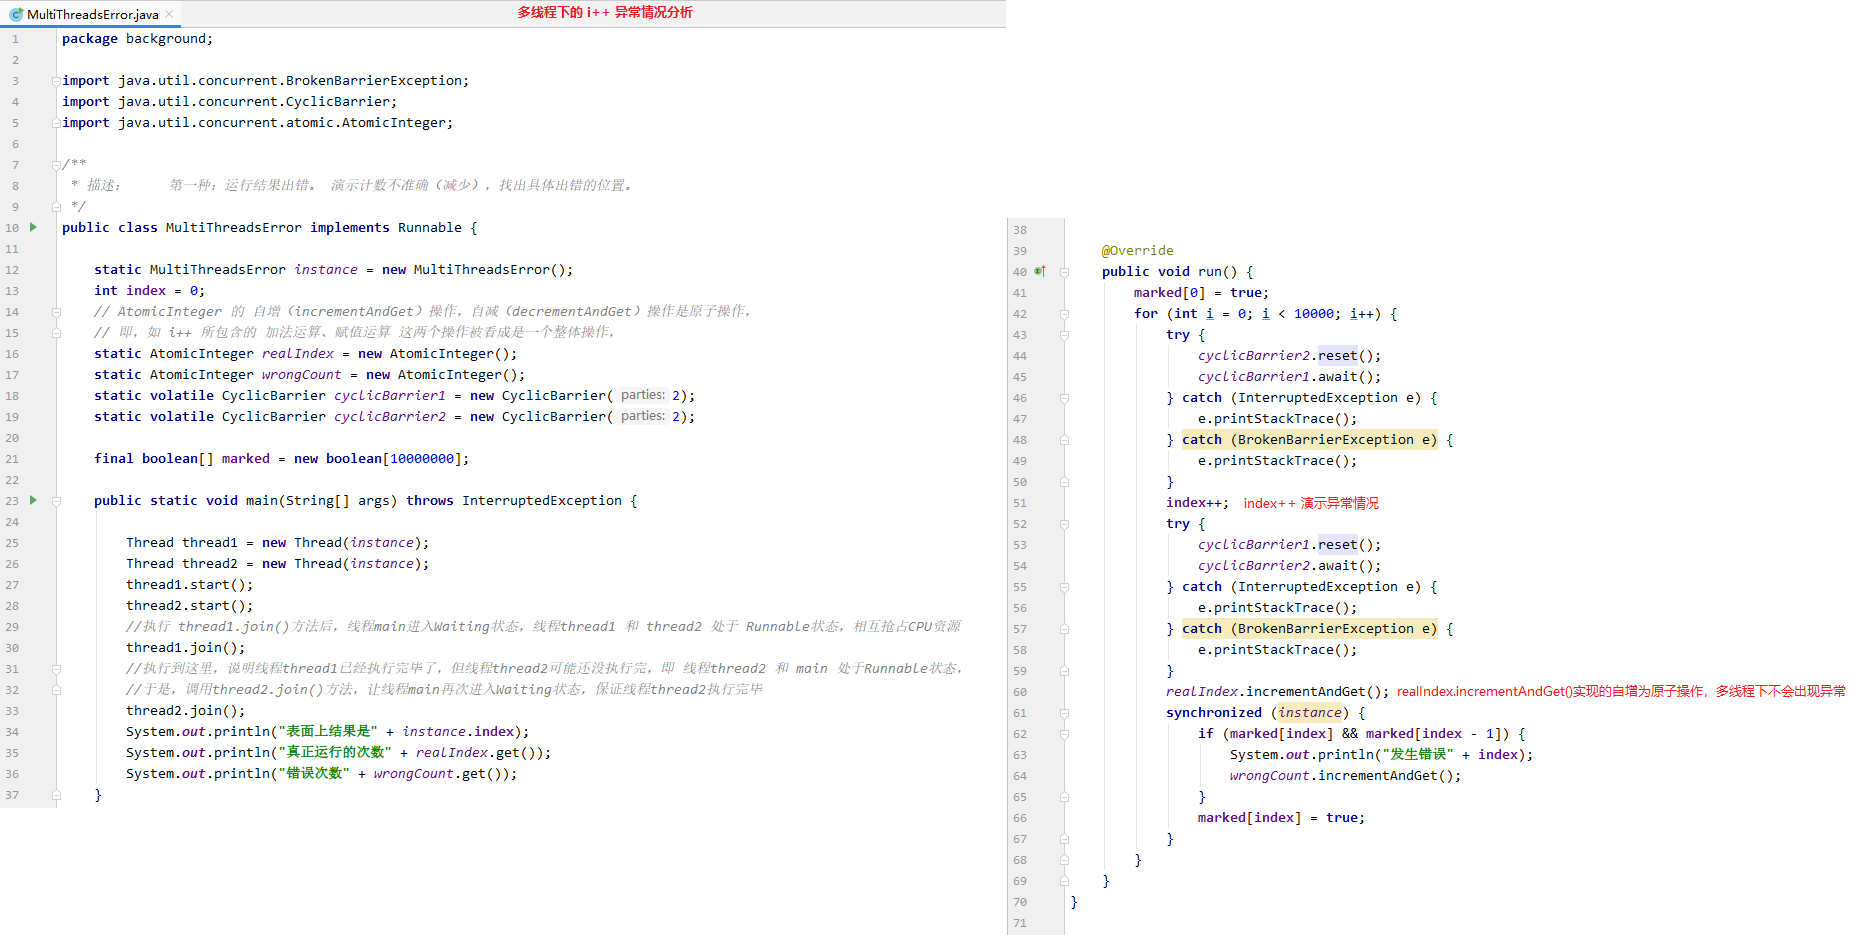 MultiThreadsError.java
多线程下的 i++ 异常情况分析
1 package background;
2
3 import java.util.concurrent.BrokenBarrierException;
4 import java.util.concurrent.CyclicBarrier;
5 import java.util.concurrent.atomic.AtomicInteger;
6
7 /**
8 * 描述： 第一种：运行结果出错。 演示计数不准确（减少），找出具体出错的位置。
9 */
10 public class MultiThreadsError implements Runnable {
11
12 static MultiThreadsError instance = new MultiThreadsError();
13 int index = 0;
14 // AtomicInteger 的 自增（incrementAndGet）操作，自减（decrementAndGet）操作是原子操作，
15 // 即，如 i++ 所包含的 加法运算、赋值运算 这两个操作被看成是一个整体操作，
16 static AtomicInteger realIndex = new AtomicInteger();
17 static AtomicInteger wrongCount = new AtomicInteger();
18 static volatile CyclicBarrier cyclicBarrier1 = new CyclicBarrier( parties: 2);
19 static volatile CyclicBarrier cyclicBarrier2 = new CyclicBarrier( parties: 2);
20
21 final boolean[] marked = new boolean[10000000];
22
23 public static void main(String[] args) throws InterruptedException {
24
25 Thread thread1 = new Thread(instance);
26 Thread thread2 = new Thread(instance);
27 thread1.start();
28 thread2.start();
29 //执行 thread1.join()方法后，线程main进入Waiting状态，线程thread1 和 thread2 处于 Runnable状态，相互抢占CPU资源
30 thread1.join();
31 //执行到这里，说明线程thread1已经执行完毕了，但线程thread2可能还没执行完，即 线程thread2 和 main 处于Runnable状态，
32 //于是，调用thread2.join()方法，让线程main再次进入Waiting状态，保证线程thread2执行完毕
33 thread2.join();
34 System.out.println("表面上结果是" + instance.index);
35 System.out.println("真正运行的次数" + realIndex.get());
36 System.out.println("错误次数" + wrongCount.get());
37 }
38
39 @Override
40 public void run() {
41 marked[0] = true;
42 for (int i = 0; i < 10000; i++) {
43 try {
44 cyclicBarrier2.reset();
45 cyclicBarrier1.await();
46 } catch (InterruptedException e) {
47 e.printStackTrace();
48 } catch (BrokenBarrierException e) {
49 e.printStackTrace();
50 }
51 index++; index++ 演示异常情况
52 try {
53 cyclicBarrier1.reset();
54 cyclicBarrier2.await();
55 } catch (InterruptedException e) {
56 e.printStackTrace();
57 } catch (BrokenBarrierException e) {
58 e.printStackTrace();
59 }
60 realIndex.incrementAndGet(); realIndex.incrementAndGet()实现的自增为原子操作，多线程下不会出现异常
61 synchronized (instance) {
62 if (marked[index] && marked[index - 1]) {
63 System.out.println("发生错误" + index);
64 wrongCount.incrementAndGet();
65 }
66 marked[index] = true;
67 }
68 }
69 }
70 }
71